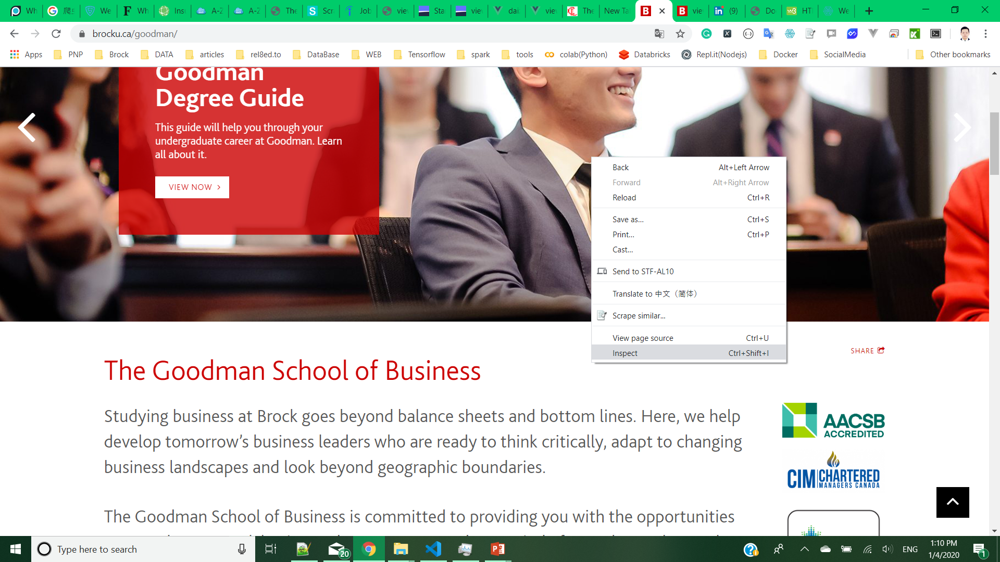 Wh
爬
We
Wh
Ins
A-Z
A-Z
The
Scr
Job
view
Sta
view
dai
view
The
New Ta
view
(9)
Do
HT
We
brocku.ca/goodman/
Apps
PNP
Brock
DATA
articles
rel8ed.to
DataBase
WEB
Tensorflow
spark
tools
colab(Python)
Databricks
Repl.it(Nodejs)
Docker
SocialMedia
Other bookmarks
Goodman
Degree Guide
This guide will help you through your
undergraduate career at Goodman. Learn
all about it.
VIEW NOW >
Back Alt+Left Arrow
Forward Alt+Right Arrow
Reload Ctrl+R
Save as... Ctrl+S
Print... Ctrl+P
Cast...
Send to STF-AL10
Translate to 中文（简体）
Scrape similar...
View page source Ctrl+U
Inspect Ctrl+Shift+I
SHARE
The Goodman School of Business
Studying business at Brock goes beyond balance sheets and bottom lines. Here, we help
develop tomorrow’s business leaders who are ready to think critically, adapt to changing
business landscapes and look beyond geographic boundaries.
AACSB
ACCREDITED
CIM CHARTERED
MANAGERS CANADA
The Goodman School of Business is committed to providing you with the opportunities
Type here to search
20
ENG
1:10 PM
1/4/2020
1